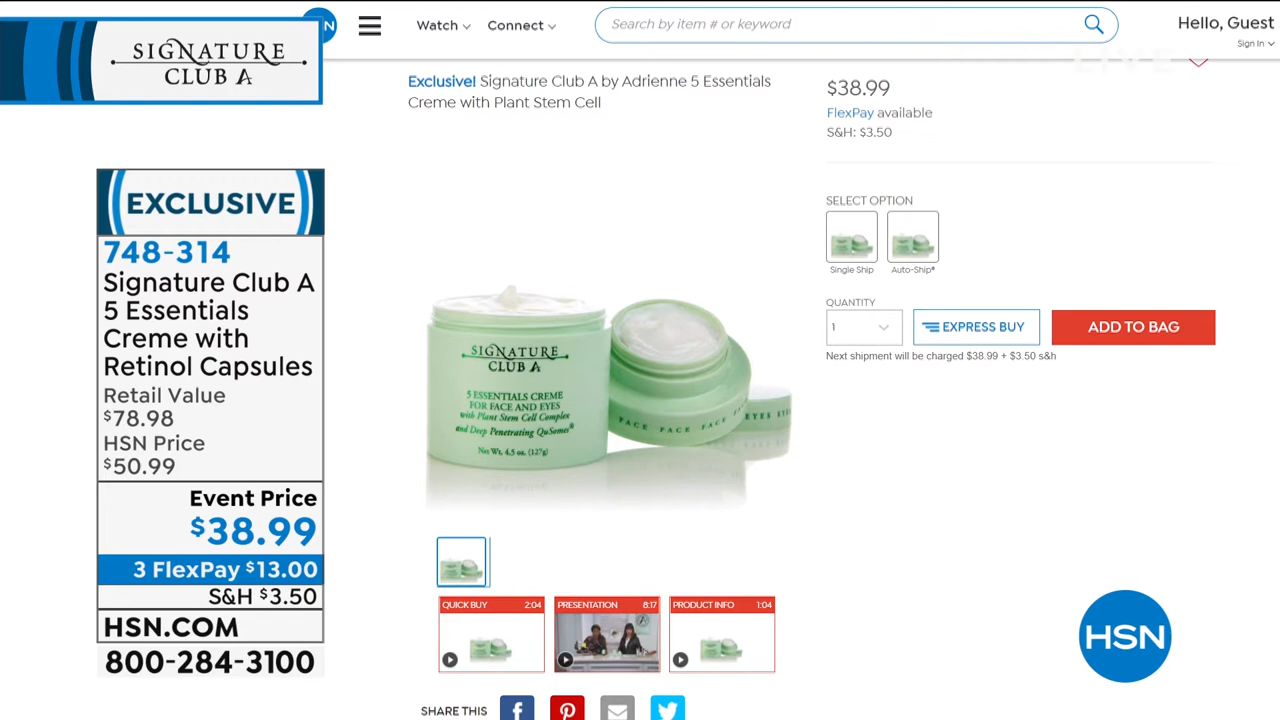 SIGNATURE
CLUB A
EXCLUSIVE
748-314
Signature Club A
5 Essentials
Creme with
Retinol Capsules
Retail Value
$78.98
HSN Price
$50.99
Event Price
$38.99
3 FlexPay $13.00
S&H $3.50
HSN.COM
800-284-3100
Watch
Connect
Search by item # or keyword
Hello, Guest
Sign In
LIVE
Exclusive! Signature Club A by Adrienne 5 Essentials
Creme with Plant Stem Cell
$38.99
FlexPay available
S&H: $3.50
SELECT OPTION
Single Ship
Auto-Ship®
QUANTITY
1
EXPRESS BUY
ADD TO BAG
Next shipment will be charged $38.99 + $3.50 s&h
SIGNATURE
CLUB A
5 ESSENTIALS CREME
FOR FACE AND EYES
with Plant Stem Cell Complex
and Deep Penetrating QuSomes®
Net Wt. 4.5 oz. (127g)
FACE FACE FACE FACE
EYES
QUICK BUY 2:04
PRESENTATION 8:17
PRODUCT INFO 1:04
SHARE THIS
HSN